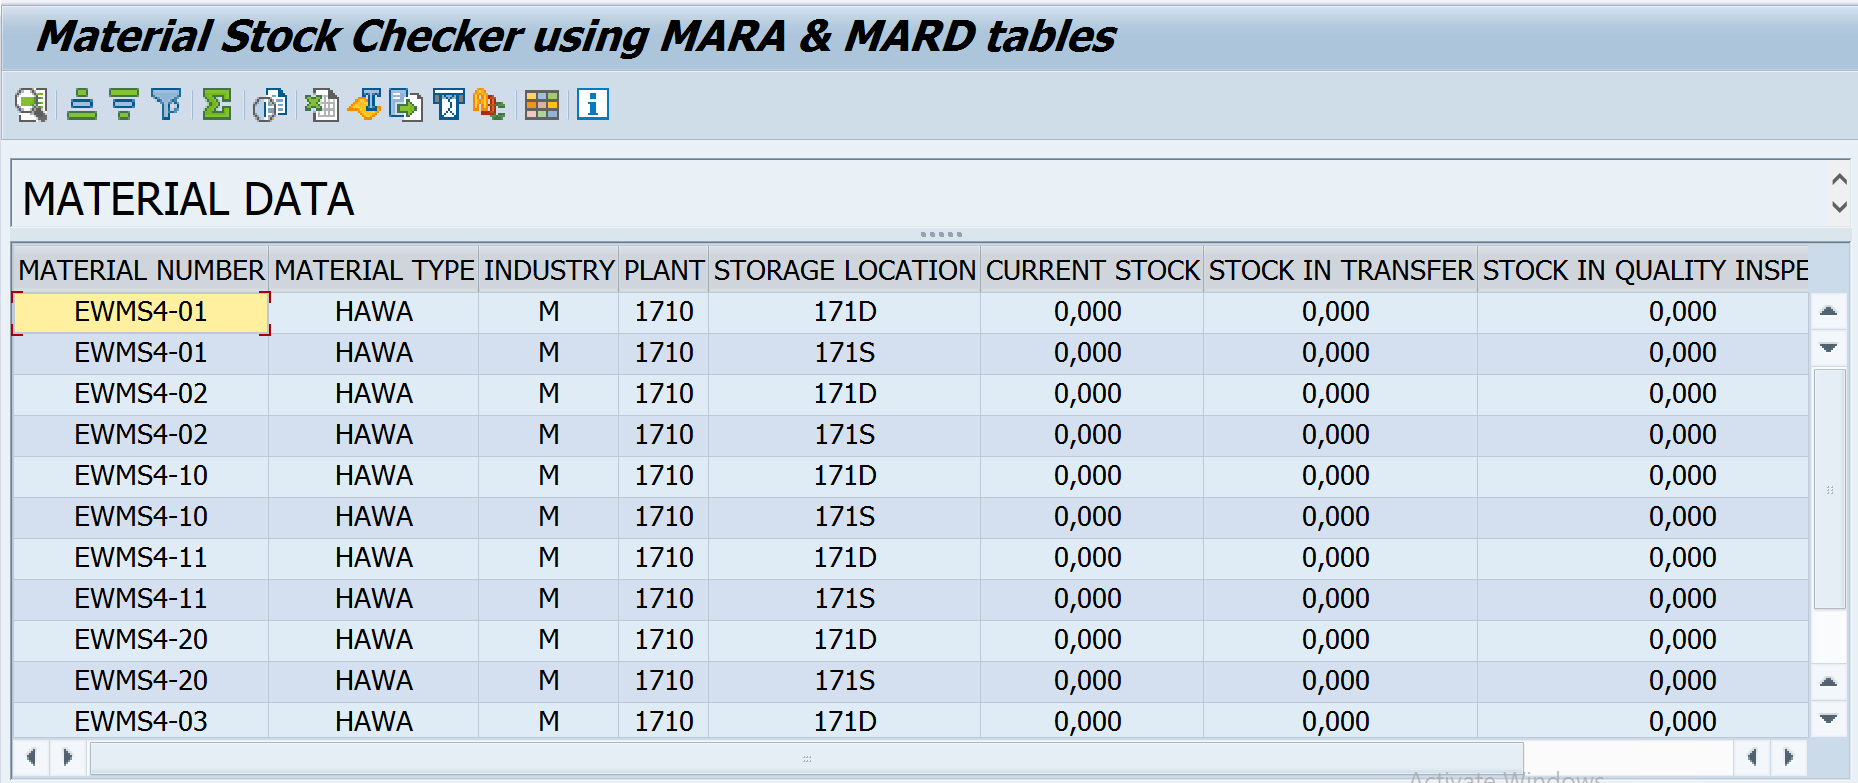 Material Stock Checker using MARA & MARD tables
MATERIAL DATA
MATERIAL NUMBER MATERIAL TYPE INDUSTRY PLANT STORAGE LOCATION CURRENT STOCK STOCK IN TRANSFER STOCK IN QUALITY INSPE
EWMS4-01 HAWA M 1710 171D 0,000 0,000 0,000
EWMS4-01 HAWA M 1710 171S 0,000 0,000 0,000
EWMS4-02 HAWA M 1710 171D 0,000 0,000 0,000
EWMS4-02 HAWA M 1710 171S 0,000 0,000 0,000
EWMS4-10 HAWA M 1710 171D 0,000 0,000 0,000
EWMS4-10 HAWA M 1710 171S 0,000 0,000 0,000
EWMS4-11 HAWA M 1710 171D 0,000 0,000 0,000
EWMS4-11 HAWA M 1710 171S 0,000 0,000 0,000
EWMS4-20 HAWA M 1710 171D 0,000 0,000 0,000
EWMS4-20 HAWA M 1710 171S 0,000 0,000 0,000
EWMS4-03 HAWA M 1710 171D 0,000 0,000 0,000
Activate Windows